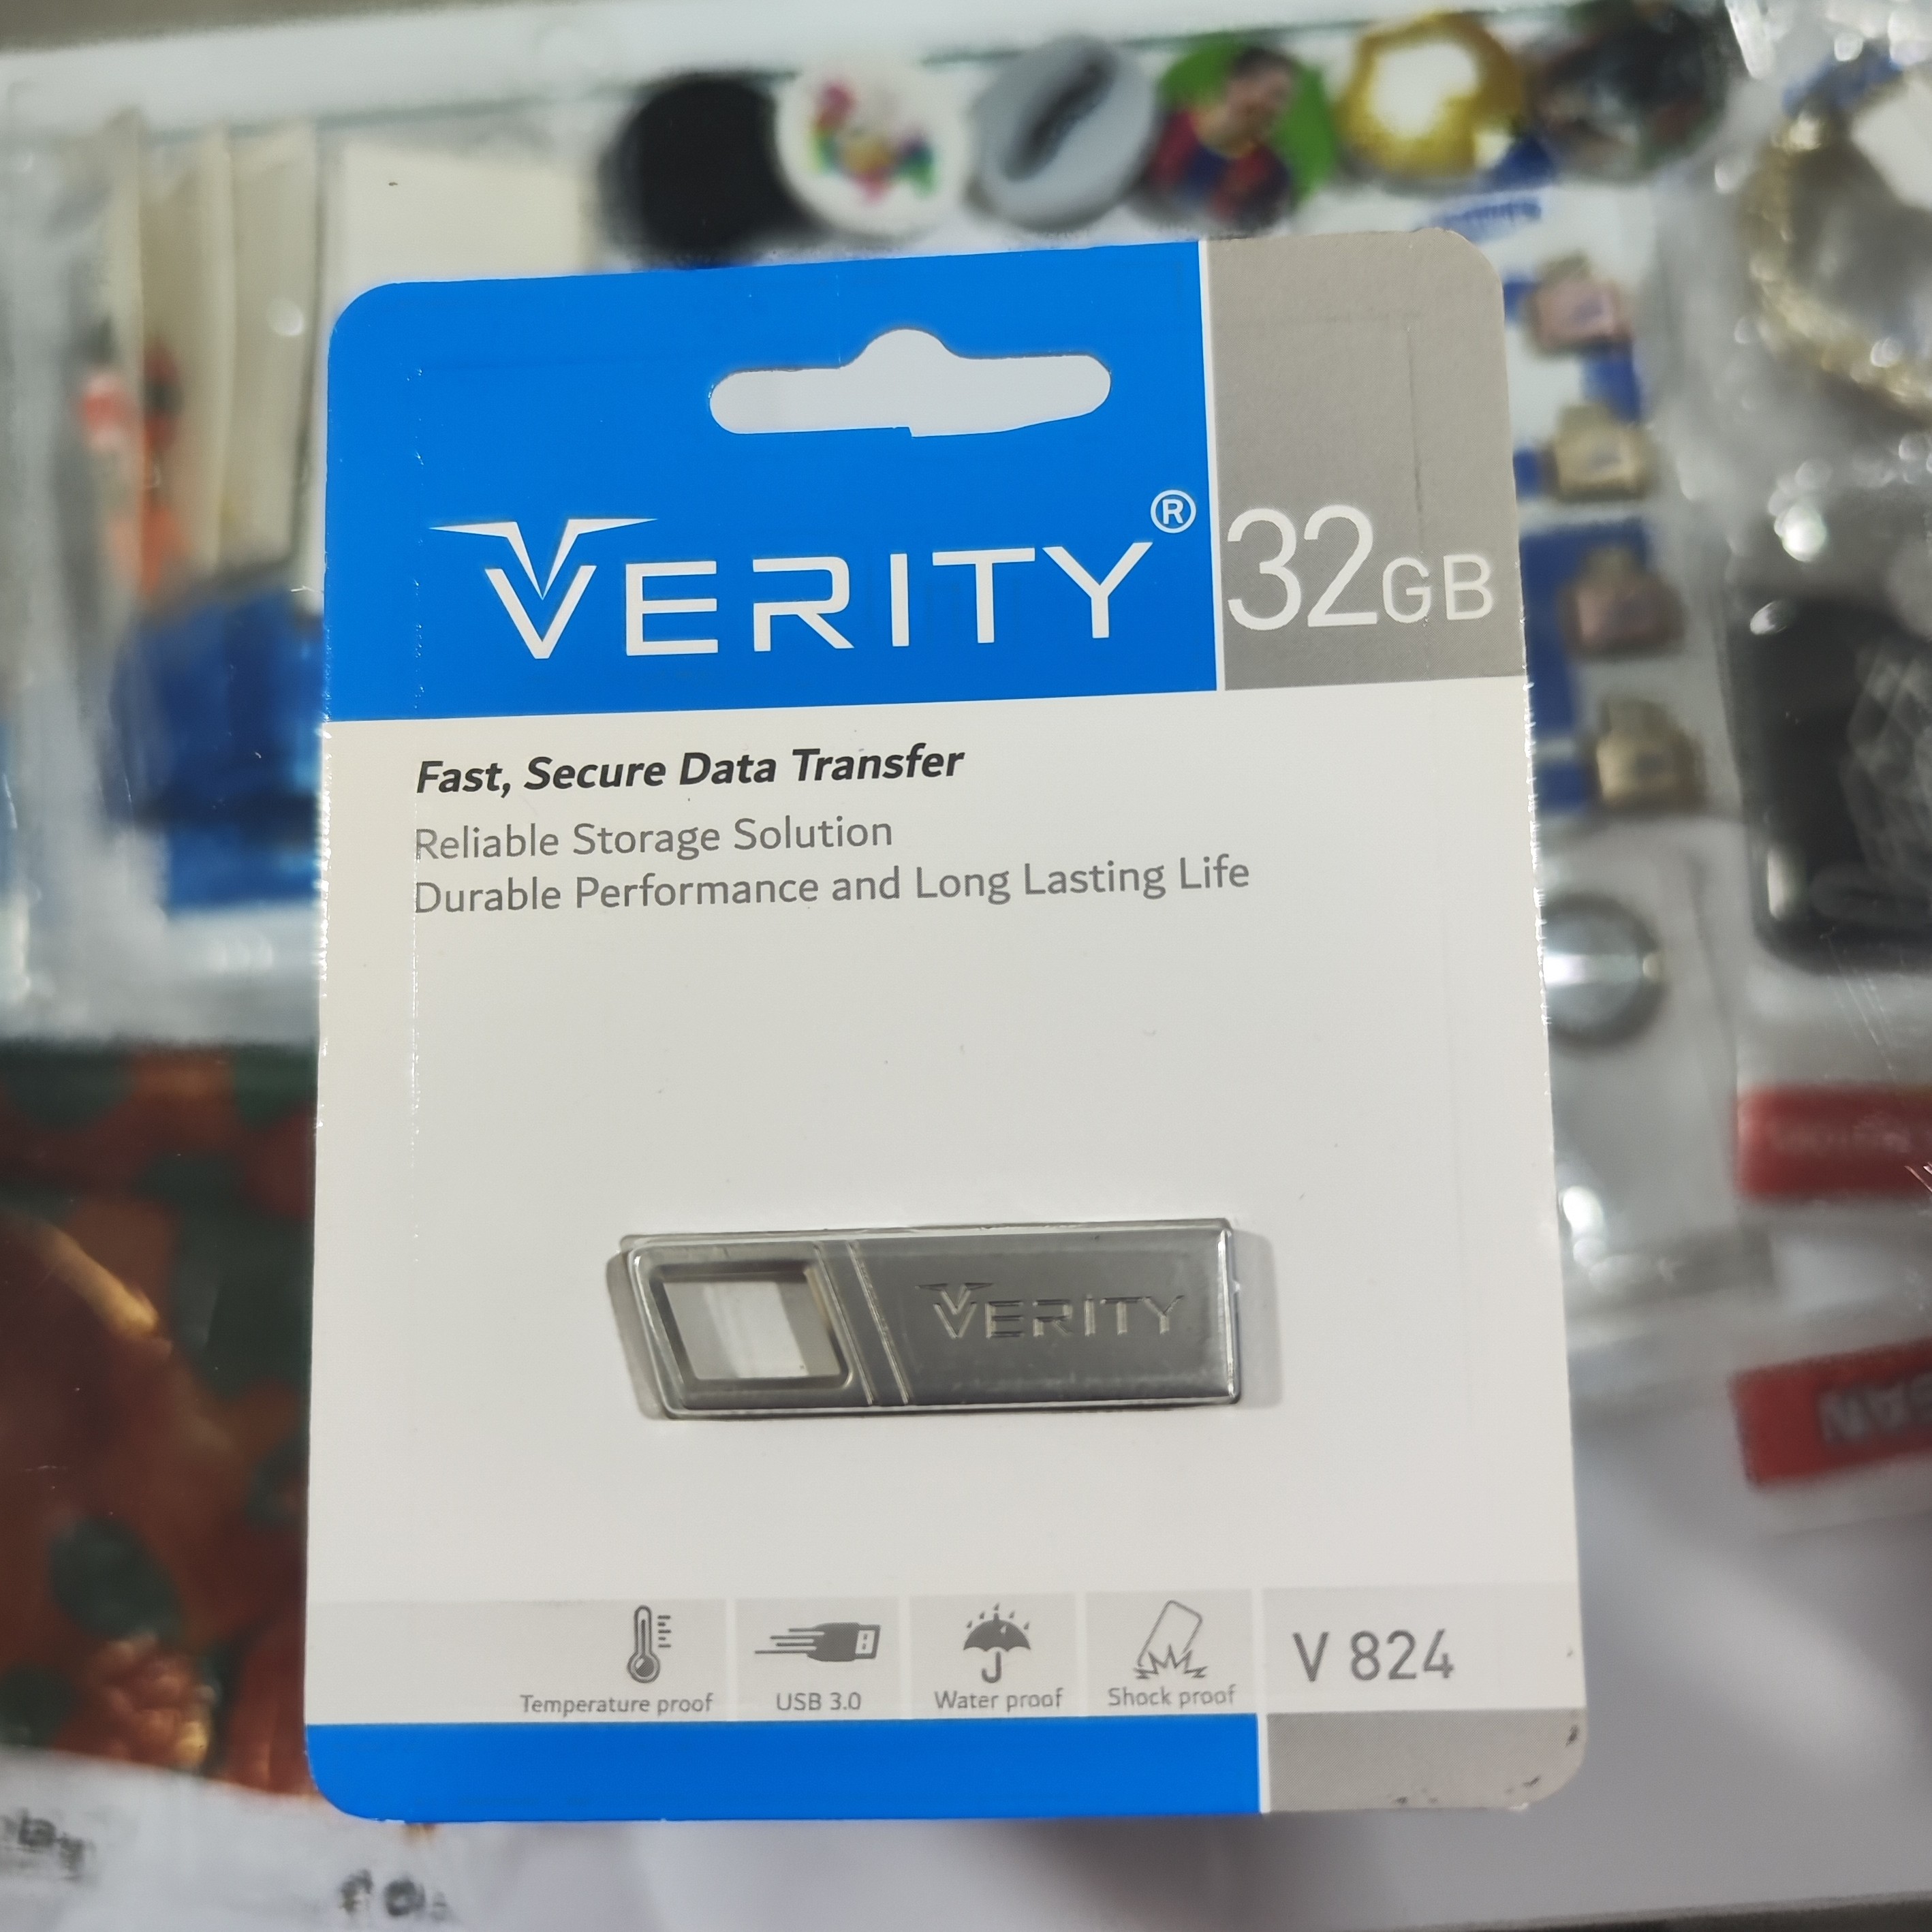 VERITY®
32GB
Fast, Secure Data Transfer
Reliable Storage Solution
Durable Performance and Long Lasting Life
VERITY
Temperature proof
USB 3.0
Water proof
Shock proof
V 824